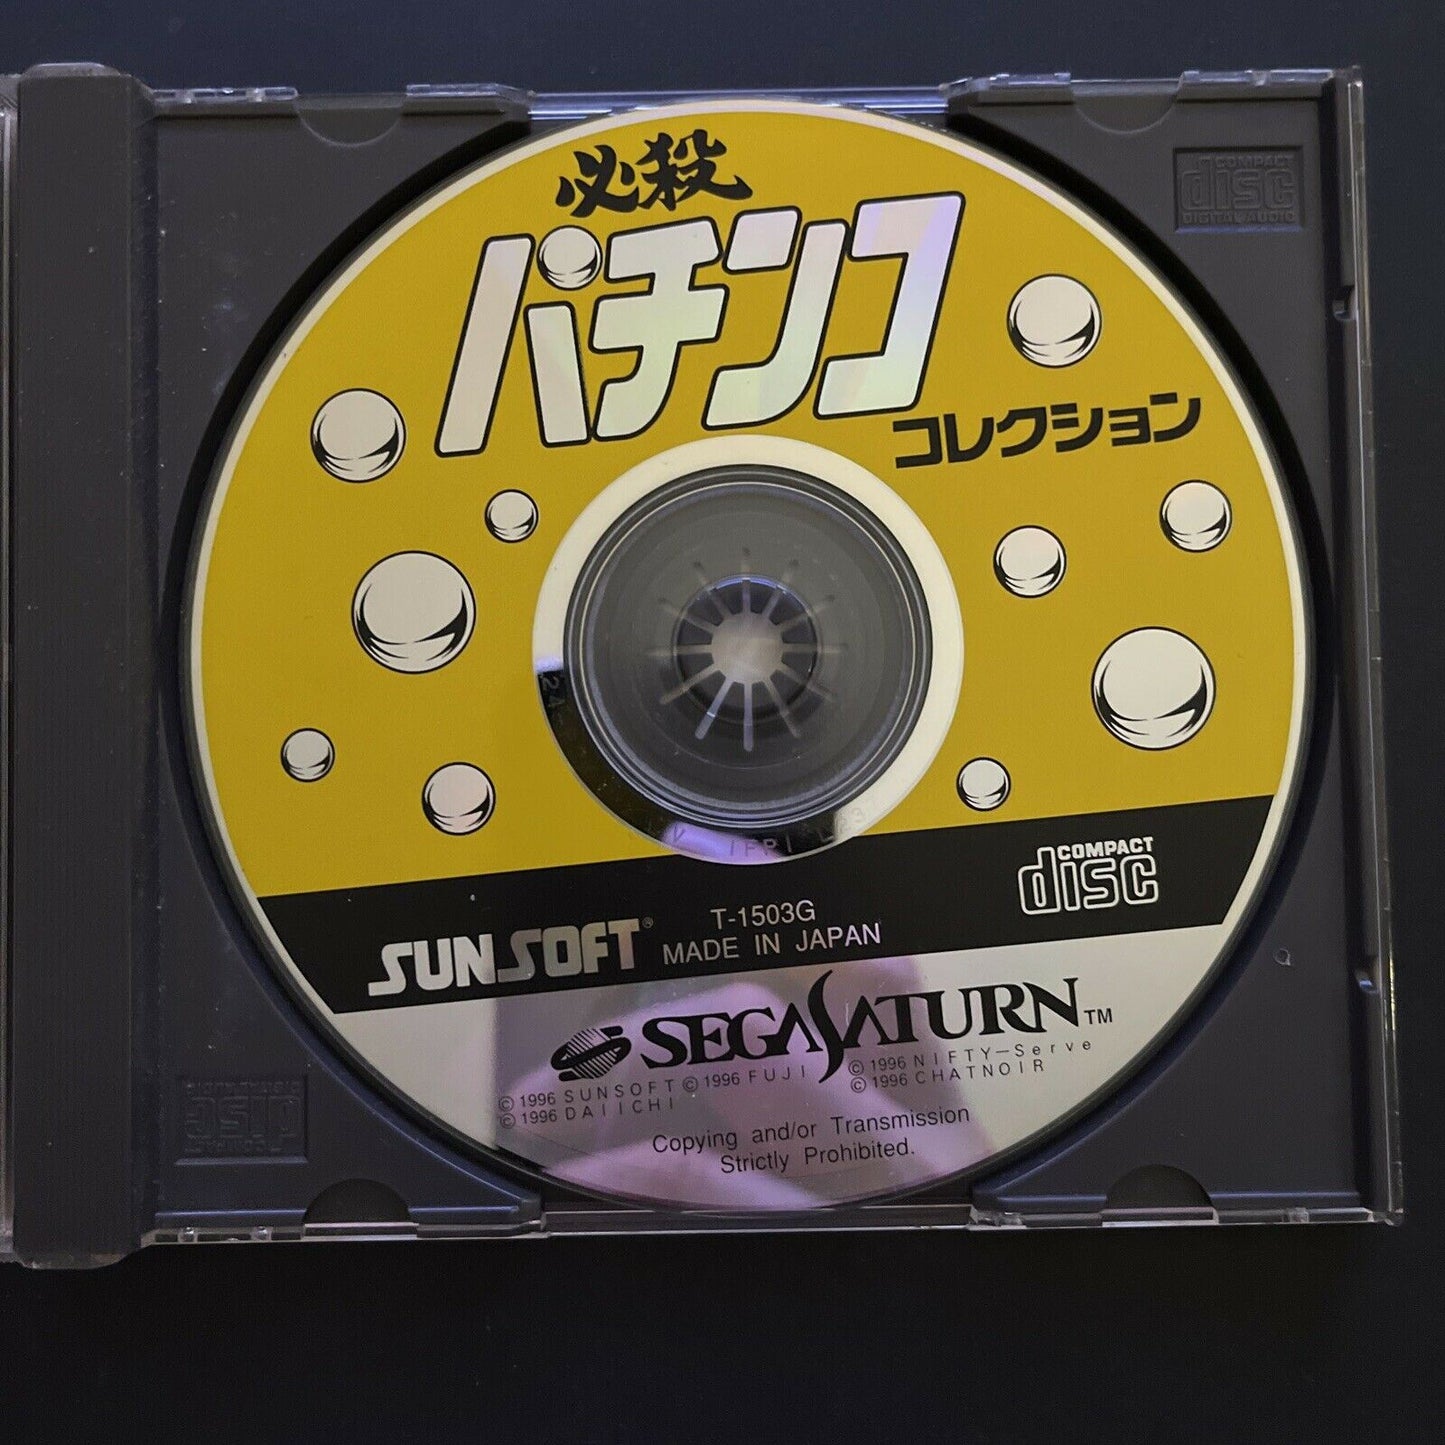 必殺
パチンコ
コレクション
COMPACT
disc
DIGITAL AUDIO
COMPACT
disc
T-1503G
SUNSOFT®
MADE IN JAPAN
SEGA SATURN™
© 1996 SUNSOFT © 1996 FUJI © 1996 NIFTY-Serve
© 1996 DAIICHI © 1996 CHATNOIR
Copying and/or Transmission
Strictly Prohibited.